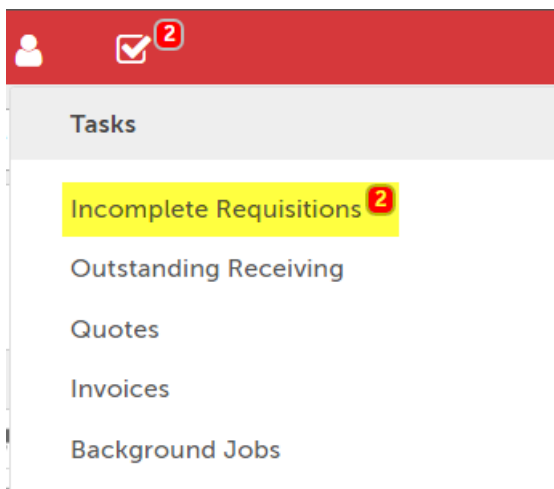 2
Tasks
Incomplete Requisitions 2
Outstanding Receiving
Quotes
Invoices
Background Jobs